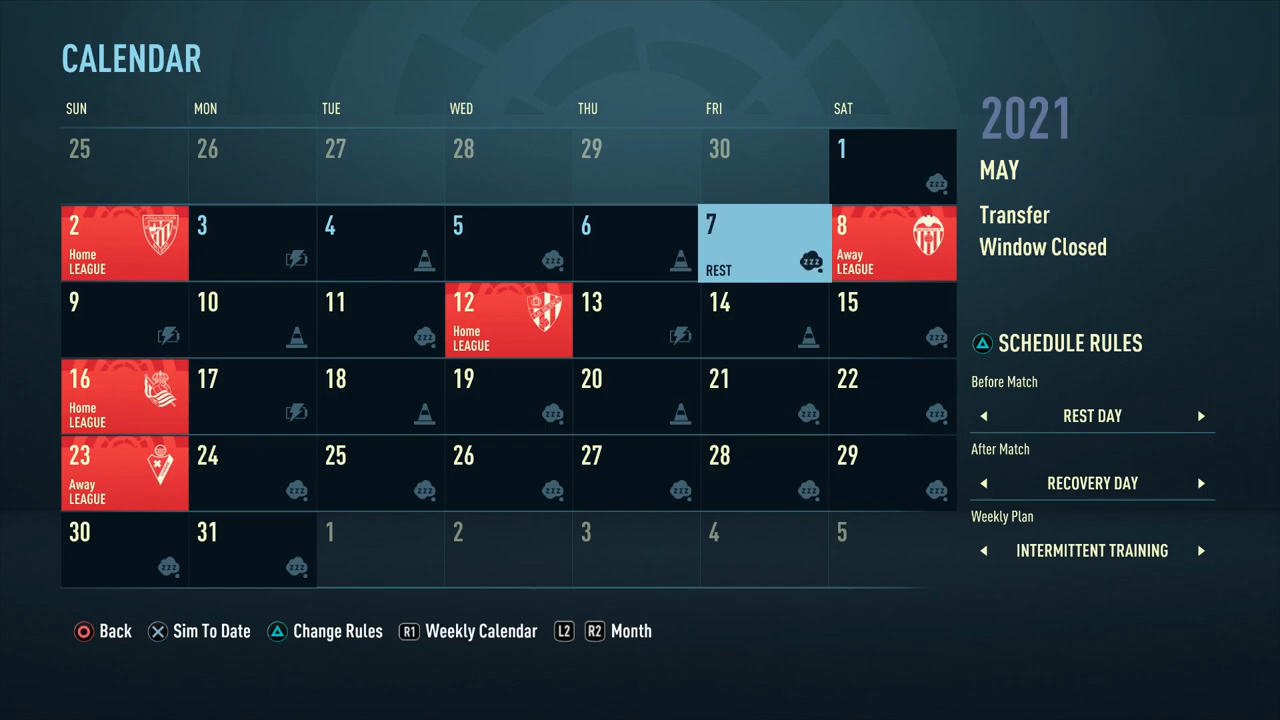 CALENDAR
SUN MON TUE WED THU FRI SAT
25 26 27 28 29 30 1
2 3 4 5 6 7 8
Home
LEAGUE
REST
Away
LEAGUE
9 10 11 12 13 14 15
Home
LEAGUE
16 17 18 19 20 21 22
Home
LEAGUE
23 24 25 26 27 28 29
Away
LEAGUE
30 31 1 2 3 4 5
2021
MAY
Transfer
Window Closed
SCHEDULE RULES
Before Match
REST DAY
After Match
RECOVERY DAY
Weekly Plan
INTERMITTENT TRAINING
Back Sim To Date Change Rules R1 Weekly Calendar L2 R2 Month